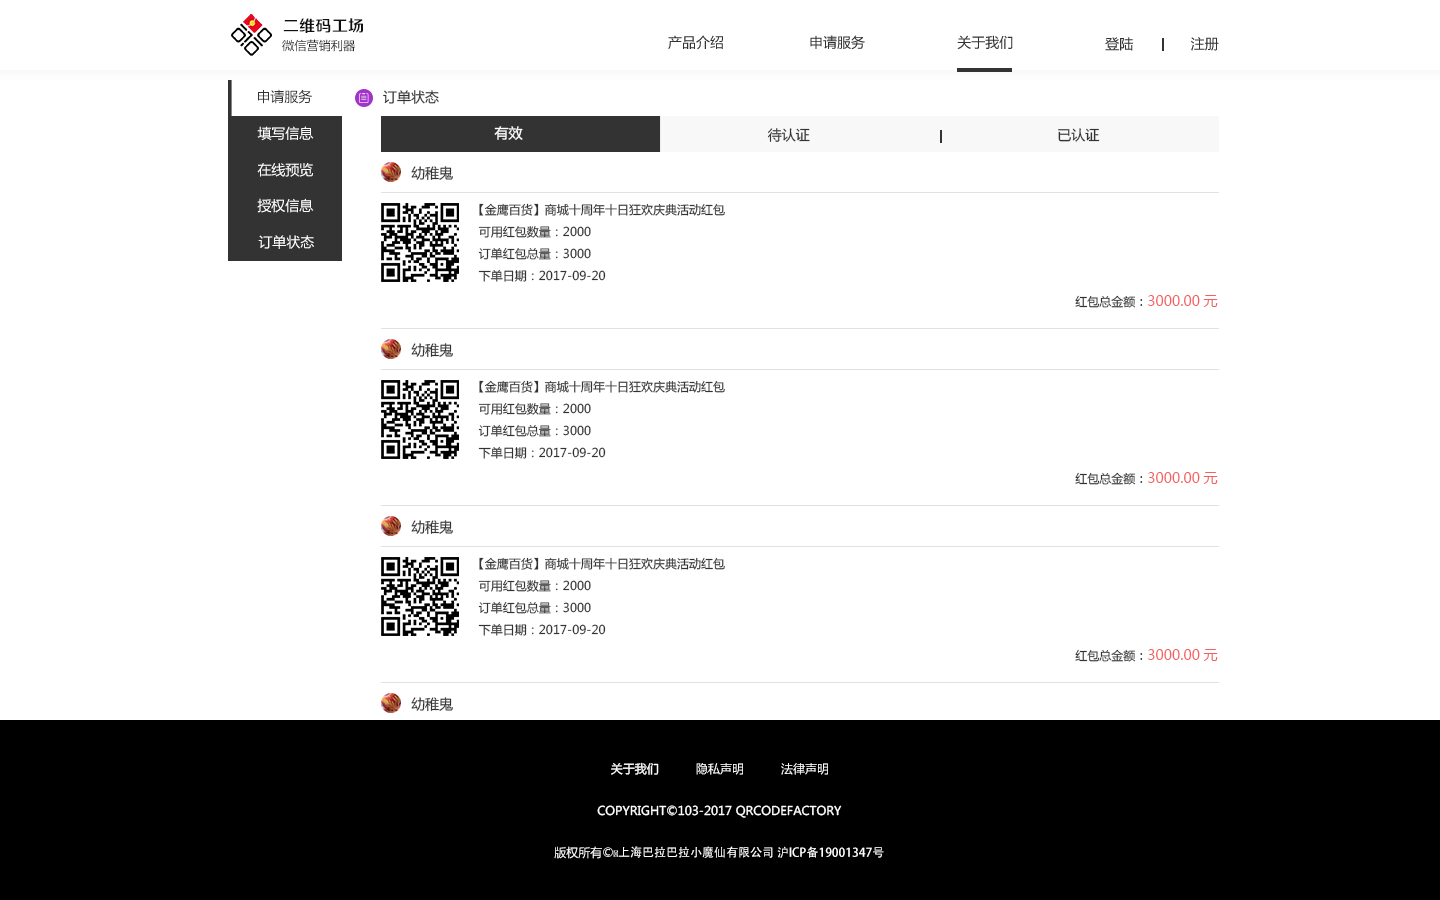 二维码工场
微信营销利器
产品介绍 申请服务 关于我们 登陆 | 注册
申请服务
填写信息
在线预览
授权信息
订单状态
订单状态
有效 待认证 | 已认证
幼稚鬼
【金鹰百货】商城十周年十日狂欢庆典活动红包
可用红包数量：2000
订单红包总量：3000
下单日期：2017-09-20
红包总金额：3000.00 元
幼稚鬼
【金鹰百货】商城十周年十日狂欢庆典活动红包
可用红包数量：2000
订单红包总量：3000
下单日期：2017-09-20
红包总金额：3000.00 元
幼稚鬼
【金鹰百货】商城十周年十日狂欢庆典活动红包
可用红包数量：2000
订单红包总量：3000
下单日期：2017-09-20
红包总金额：3000.00 元
幼稚鬼
关于我们 隐私声明 法律声明
COPYRIGHT©103-2017 QRCODEFACTORY
版权所有©上海巴拉巴拉小魔仙有限公司 沪ICP备19001347号